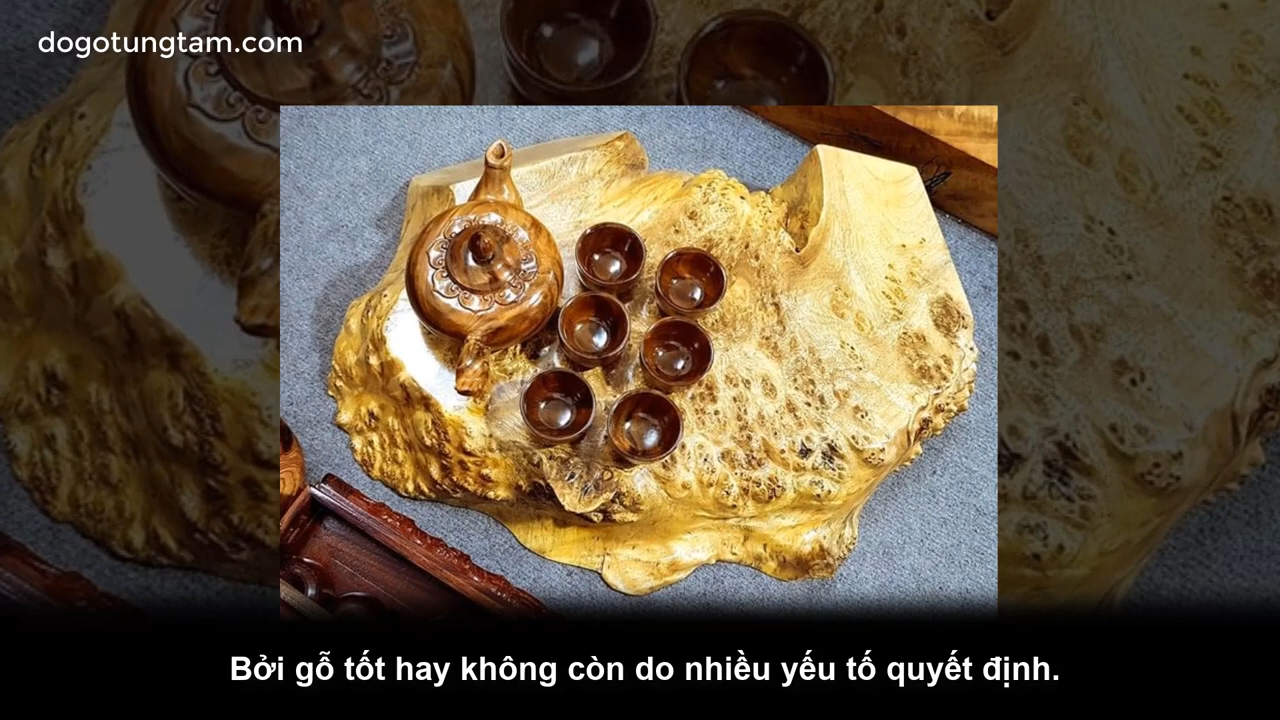 dogotungtam.com
Bởi gỗ tốt hay không còn do nhiều yếu tố quyết định.